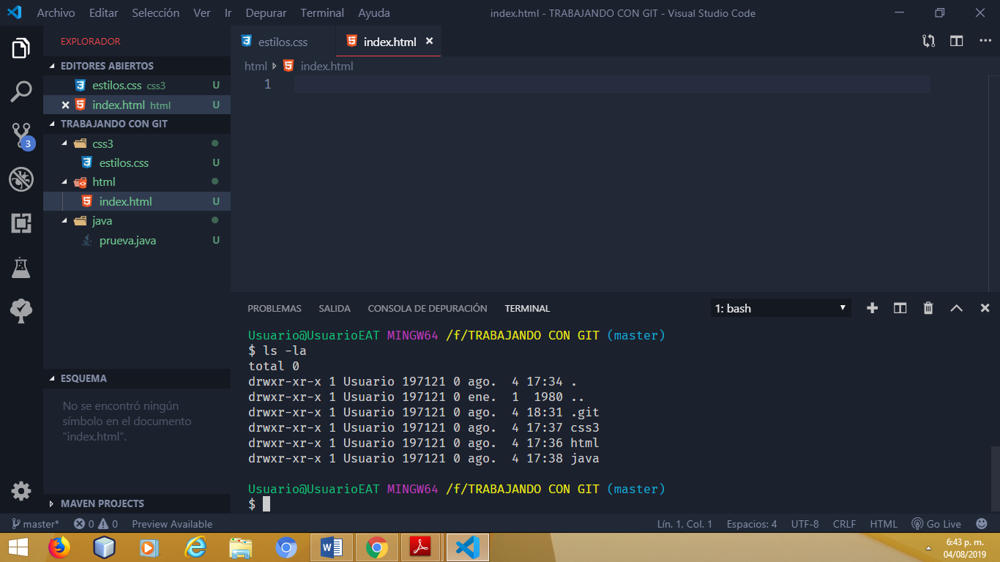 Archivo Editar Selección Ver Ir Depurar Terminal Ayuda index.html - TRABAJANDO CON GIT - Visual Studio Code
EXPLORADOR
EDITORES ABIERTOS
estilos.css css3 U
index.html html U
TRABAJANDO CON GIT
css3
estilos.css U
html
index.html U
java
prueva.java U
3
ESQUEMA
No se encontró ningún
símbolo en el documento
"index.html".
MAVEN PROJECTS
estilos.css index.html
html index.html
1
PROBLEMAS SALIDA CONSOLA DE DEPURACIÓN TERMINAL 1: bash
Usuario@UsuarioEAT MINGW64 /f/TRABAJANDO CON GIT (master)
$ ls -la
total 0
drwxr-xr-x 1 Usuario 197121 0 ago.  4 17:34 .
drwxr-xr-x 1 Usuario 197121 0 ene.  1  1980 ..
drwxr-xr-x 1 Usuario 197121 0 ago.  4 18:31 .git
drwxr-xr-x 1 Usuario 197121 0 ago.  4 17:37 css3
drwxr-xr-x 1 Usuario 197121 0 ago.  4 17:36 html
drwxr-xr-x 1 Usuario 197121 0 ago.  4 17:38 java
Usuario@UsuarioEAT MINGW64 /f/TRABAJANDO CON GIT (master)
$
master* 0 0 Preview Available Lín. 1, Col. 1 Espacios: 4 UTF-8 CRLF HTML Go Live
6:43 p. m.
04/08/2019